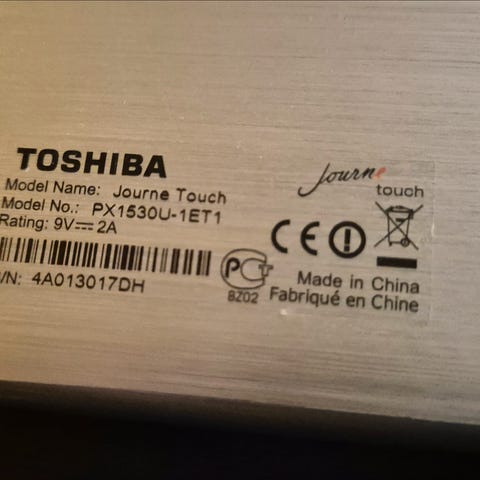 TOSHIBA
Model Name: Journe Touch
Model No.: PX1530U-1ET1
Rating: 9V⎓2A
/N: 4A013017DH
Journe
touch
CE
PCT
BZ02
Made in China
Fabriqué en Chine